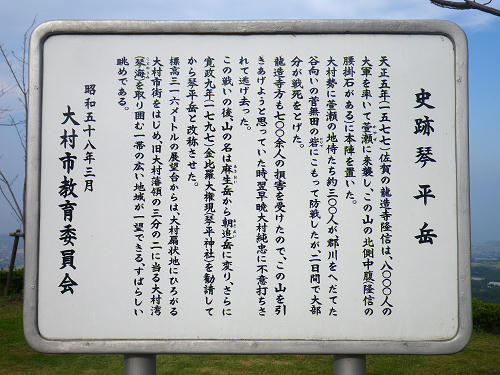 史跡琴平岳
天正五年(一五七七)佐賀の龍造寺隆信は、八〇〇〇人の
大軍を率いて萱瀬に来襲し、この山の北側中腹(隆信の
腰掛石がある)に本陣を置いた。
大村勢に萱瀬の地侍たち約三〇〇人が郡川をへだてた
谷向いの菅無田の砦にこもって防戦したが、二日間で大部
分が戦死をとげた。
龍造寺方も七〇〇余人の損害を受けたので、この山を引
きあげようと思っていた時、翌早暁大村純忠に不意打ちさ
れて逃げ去った。
この戦いの後、山の名は麻生岳から朝追岳に変り、さらに
寛政九年(一七九七)金比羅大権現(琴平神社)を勧請して
から琴平岳と改称させた。
標高三一六メートルの展望台からは、大村扇状地にひろがる
大村市街をはじめ、旧大村藩領の三分の二に当る大村湾
(琴海)を取り囲む一帯の広い地域が一望できる、すばらしい
眺めである。
昭和五十八年三月
大村市教育委員会